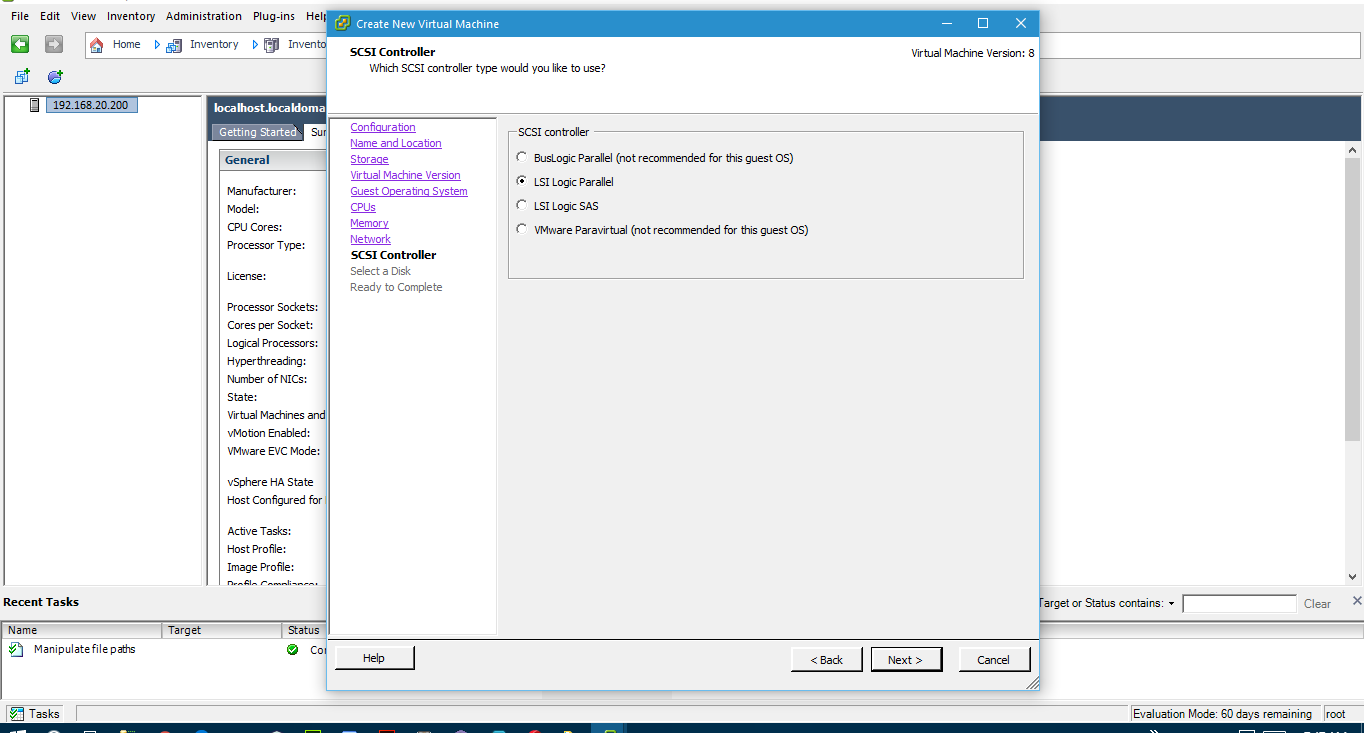 File Edit View Inventory Administration Plug-ins Help
Create New Virtual Machine
Home Inventory
SCSI Controller
Which SCSI controller type would you like to use?
Virtual Machine Version: 8
192.168.20.200
Getting Started
General
Manufacturer:
Model:
CPU Cores:
Processor Type:
License:
Processor Sockets:
Cores per Socket:
Logical Processors:
Hyperthreading:
Number of NICs:
State:
Virtual Machines and
vMotion Enabled:
VMware EVC Mode:
vSphere HA State
Host Configured for
Active Tasks:
Host Profile:
Image Profile:
Profile Compliance:
Configuration
Name and Location
Storage
Virtual Machine Version
Guest Operating System
CPUs
Memory
Network
SCSI Controller
Select a Disk
Ready to Complete
SCSI controller
BusLogic Parallel (not recommended for this guest OS)
LSI Logic Parallel
LSI Logic SAS
VMware Paravirtual (not recommended for this guest OS)
Help
< Back
Next >
Cancel
Recent Tasks
Target or Status contains:
Clear
Name Target Status
Manipulate file paths
Tasks
Evaluation Mode: 60 days remaining
root